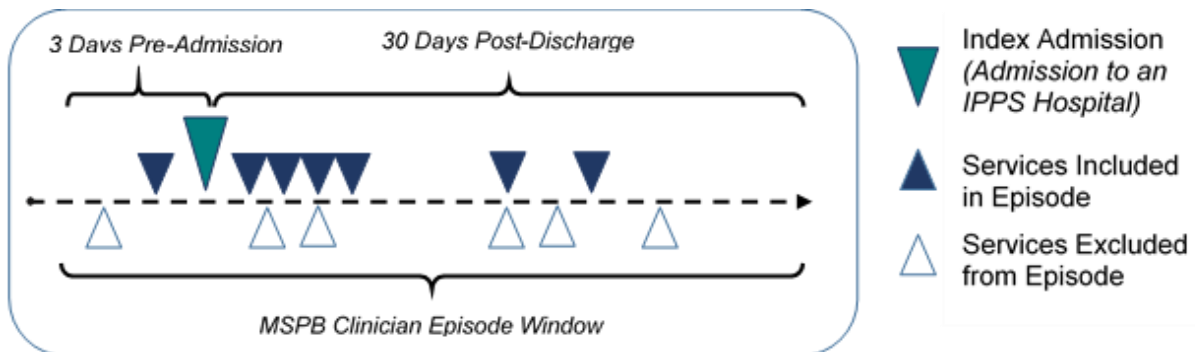 3 Days Pre-Admission
30 Days Post-Discharge
MSPB Clinician Episode Window
Index Admission
(Admission to an
IPPS Hospital)
Services Included
in Episode
Services Excluded
from Episode